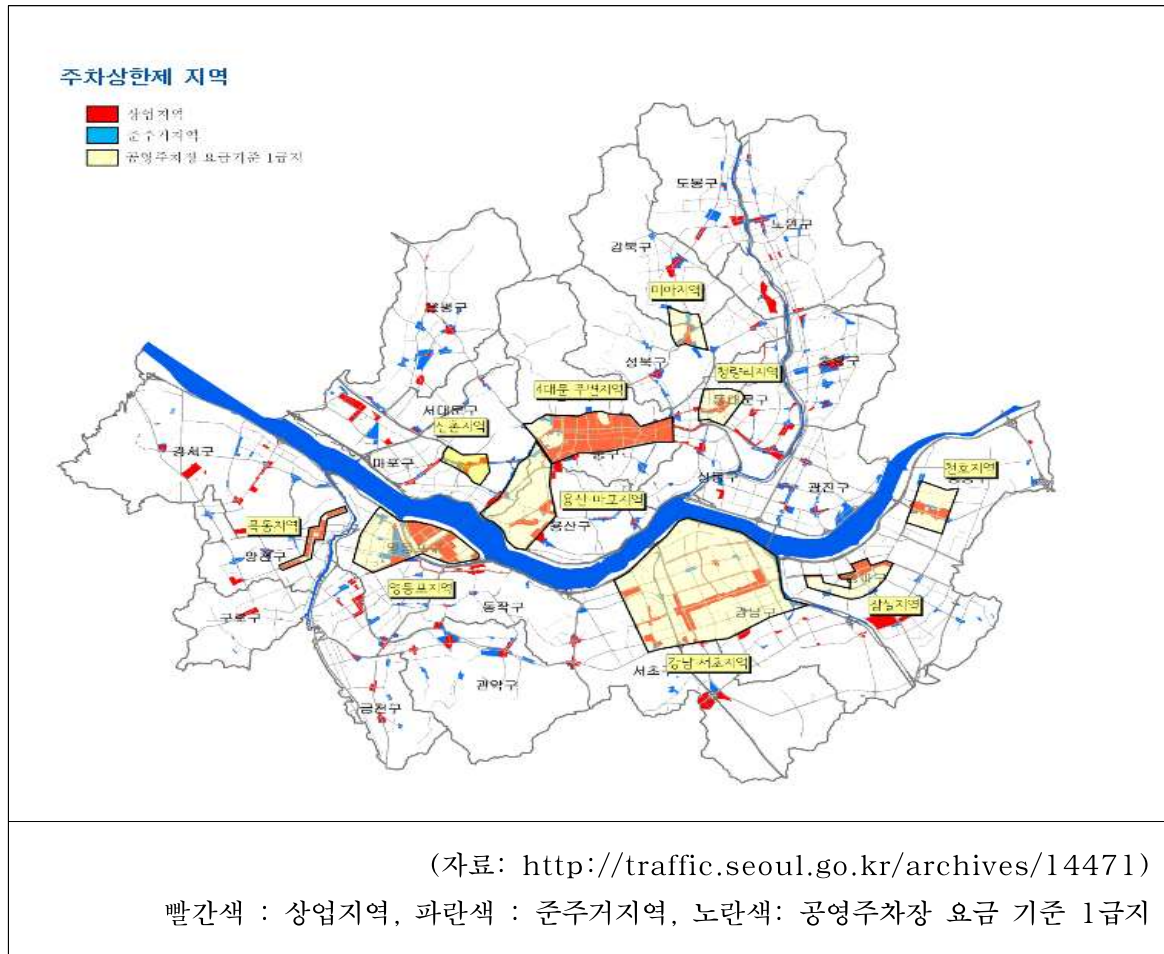 주차상한제 지역
상업지역
준주거지역
공영주차장 요금기준 1급지
도봉구
노원구
강북구
미아지역
은평구
성북구
청량리지역
4대문 주변지역
동대문구
서대문구
신촌지역
천호지역
강서구
마포구
성동구
광진구
용산·마포지역
용산구
목동지역
양천구
영등포지역
잠실지역
동작구
구로구
강남구
서초구
강남·서초지역
관악구
금천구
(자료: http://traffic.seoul.go.kr/archives/14471)
빨간색 : 상업지역, 파란색 : 준주거지역, 노란색: 공영주차장 요금 기준 1급지